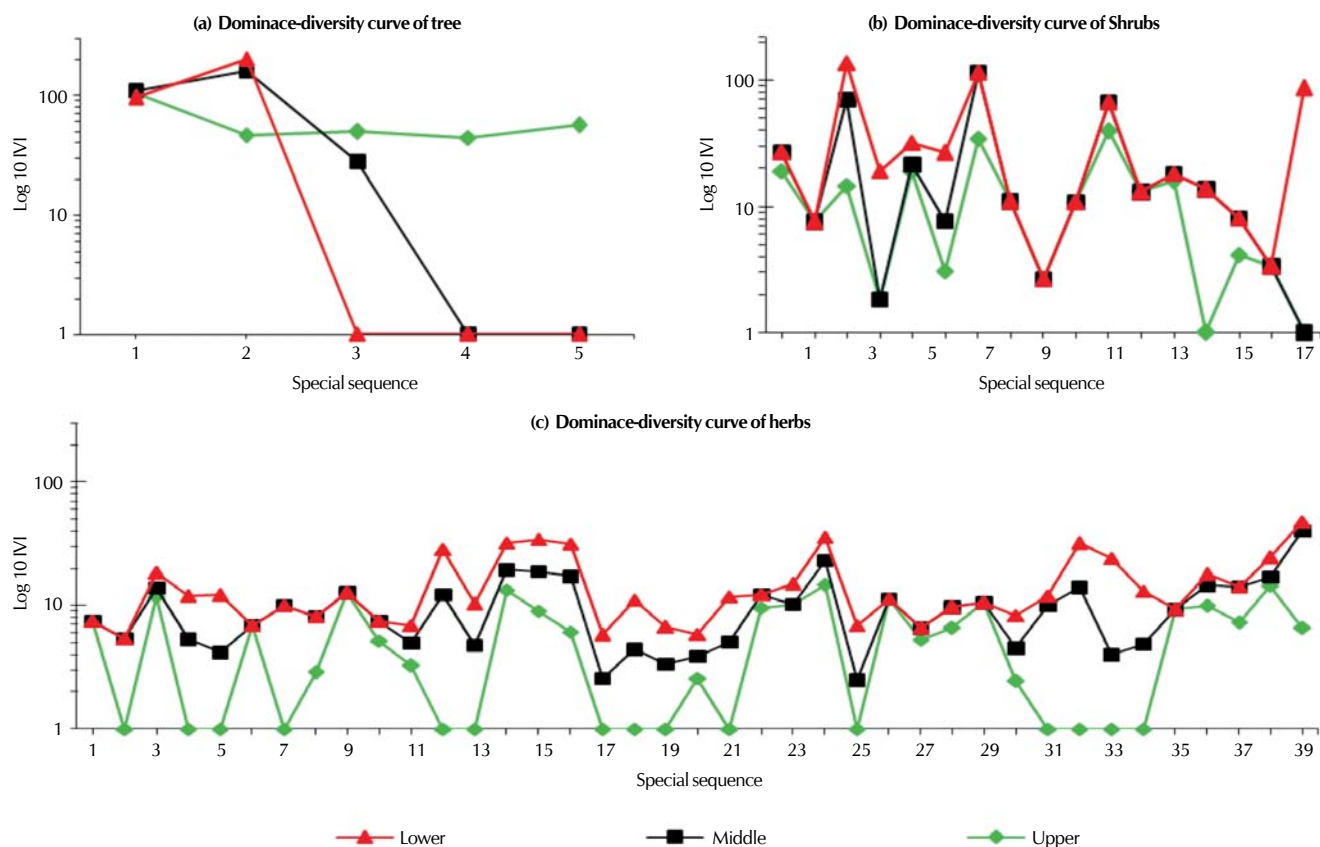 (a) Dominace-diversity curve of tree
Log 10 IVI
100
10
1
1 2 3 4 5
Special sequence
(b) Dominace-diversity curve of Shrubs
Log 10 IVI
100
10
1
1 3 5 7 9 11 13 15 17
Special sequence
(c) Dominace-diversity curve of herbs
Log 10 IVI
100
10
1
1 3 5 7 9 11 13 15 17 19 21 23 25 27 29 31 33 35 37 39
Special sequence
Lower Middle Upper